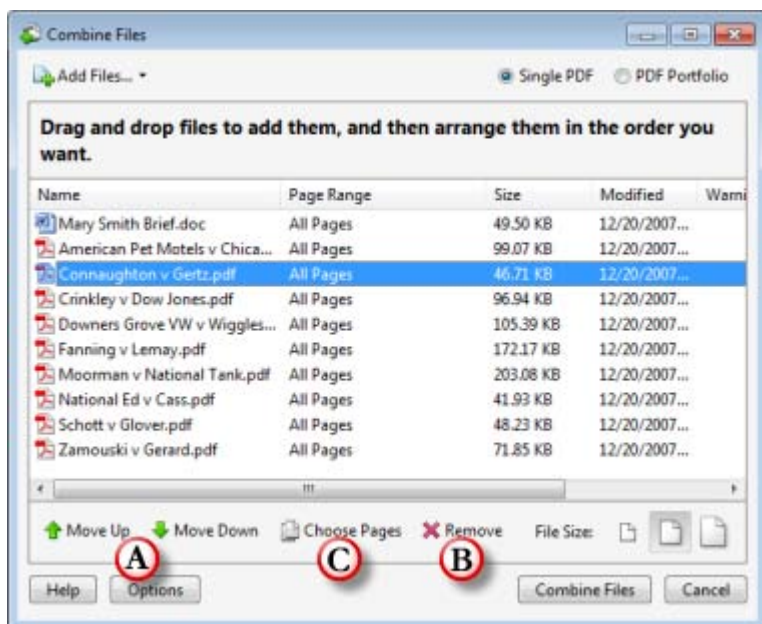 Combine Files
Add Files... Single PDF PDF Portfolio
Drag and drop files to add them, and then arrange them in the order you
want.
Name Page Range Size Modified Warni
Mary Smith Brief.doc All Pages 49.50 KB 12/20/2007...
American Pet Motels v Chica... All Pages 99.07 KB 12/20/2007...
Connaughton v Gertz.pdf All Pages 46.71 KB 12/20/2007...
Crinkley v Dow Jones.pdf All Pages 96.94 KB 12/20/2007...
Downers Grove VW v Wiggles... All Pages 105.39 KB 12/20/2007...
Fanning v Lemay.pdf All Pages 172.17 KB 12/20/2007...
Moorman v National Tank.pdf All Pages 203.08 KB 12/20/2007...
National Ed v Cass.pdf All Pages 41.93 KB 12/20/2007...
Schott v Glover.pdf All Pages 48.23 KB 12/20/2007...
Zamouski v Gerard.pdf All Pages 71.85 KB 12/20/2007...
Move Up Move Down Choose Pages Remove File Size:
A C B
Help Options Combine Files Cancel